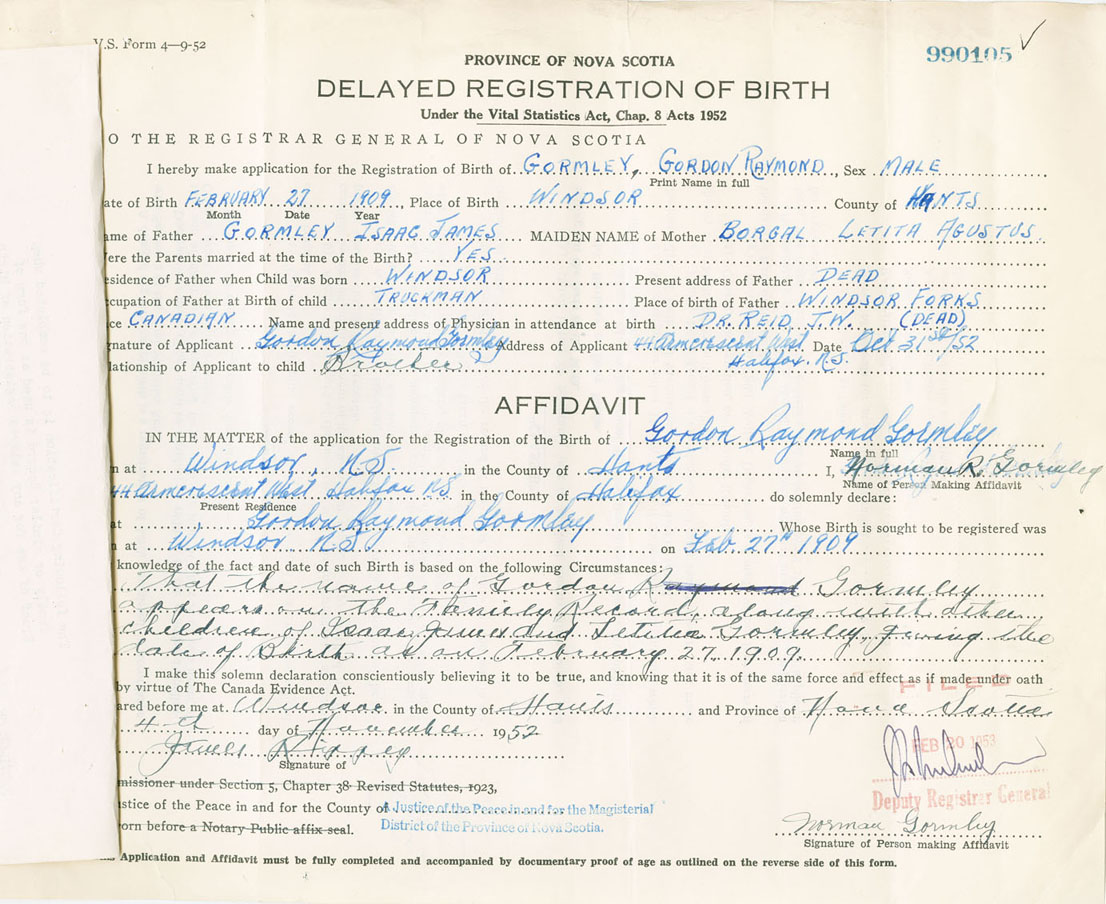 V.S. Form 4—9-52
990105
PROVINCE OF NOVA SCOTIA
DELAYED REGISTRATION OF BIRTH
Under the Vital Statistics Act, Chap. 8 Acts 1952
O THE REGISTRAR GENERAL OF NOVA SCOTIA
I hereby make application for the Registration of Birth of GORMLEY, GORDON RAYMOND, Sex MALE
Print Name in full
ate of Birth FEBRUARY 27 1909, Place of Birth WINDSOR County of HANTS
Month Date Year
me of Father GORMLEY ISAAC JAMES MAIDEN NAME of Mother BORGAL LETITA AGUSTUS
ere the Parents married at the time of the Birth? YES
sidence of Father when Child was born WINDSOR Present address of Father DEAD
cupation of Father at Birth of child TRUCKMAN Place of birth of Father WINDSOR FORKS
ce CANADIAN Name and present address of Physician in attendance at birth DR. REID, J.W. (DEAD)
nature of Applicant Gordon Raymond Gormley Address of Applicant 44 Armcrescent West Date Oct 31st/52
Halifax. N.S.
lationship of Applicant to child Brother
AFFIDAVIT
IN THE MATTER of the application for the Registration of the Birth of Gordon Raymond Gormley
Name in full
n at Windsor, N.S. in the County of Hants I, Norman R. Gormley
Name of Person Making Affidavit
44 Armcrescent West Halifax N.S. in the County of Halifax do solemnly declare:
Present Residence
at Gordon Raymond Gormley Whose Birth is sought to be registered was
n at Windsor N.S. on Feb. 27th 1909
knowledge of the fact and date of such Birth is based on the following Circumstances:
That the name of Gordon Raymond Gormley
appears on the Family Record, along with other
children of Isaac James and Letitia Gormley, giving the
date of Birth as on February 27, 1909.
I make this solemn declaration conscientiously believing it to be true, and knowing that it is of the same force and effect as if made under oath
by virtue of The Canada Evidence Act.
FILED
ared before me at Windsor in the County of Hants and Province of Nova Scotia
4th day of November 1952
FEB 20 1953
James
Signature of
Deputy Registrar General
missioner under Section 5, Chapter 38 Revised Statutes, 1923,
stice of the Peace in and for the County of A Justice of the Peace in and for the Magisterial
District of the Province of Nova Scotia.
orn before a Notary Public affix seal.
Norman Gormley
Signature of Person making Affidavit
Application and Affidavit must be fully completed and accompanied by documentary proof of age as outlined on the reverse side of this form.